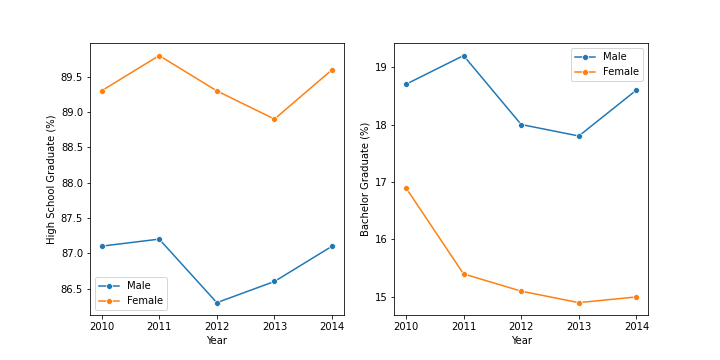 High School Graduate (%)
89.5
89.0
88.5
88.0
87.5
87.0
86.5
Male
Female
2010 2011 2012 2013 2014
Year
Bachelor Graduate (%)
19
18
17
16
15
Male
Female
2010 2011 2012 2013 2014
Year